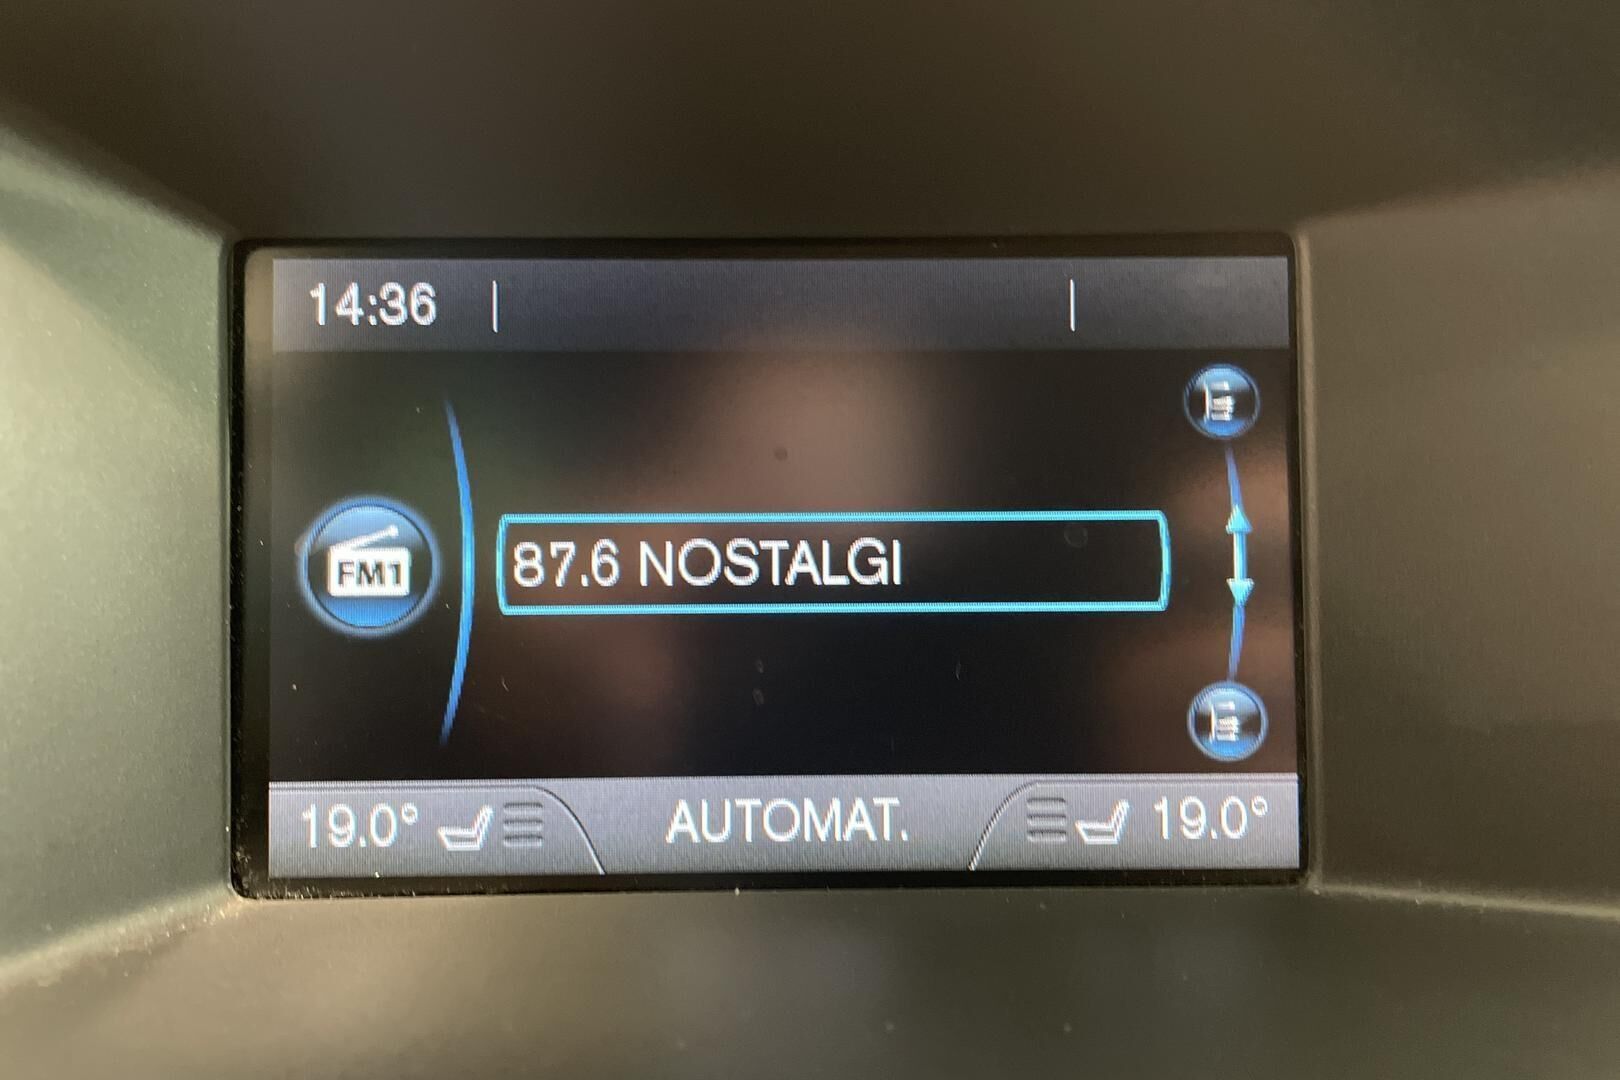 14:36
FM1
87.6 NOSTALGI
19.0° AUTOMAT. 19.0°